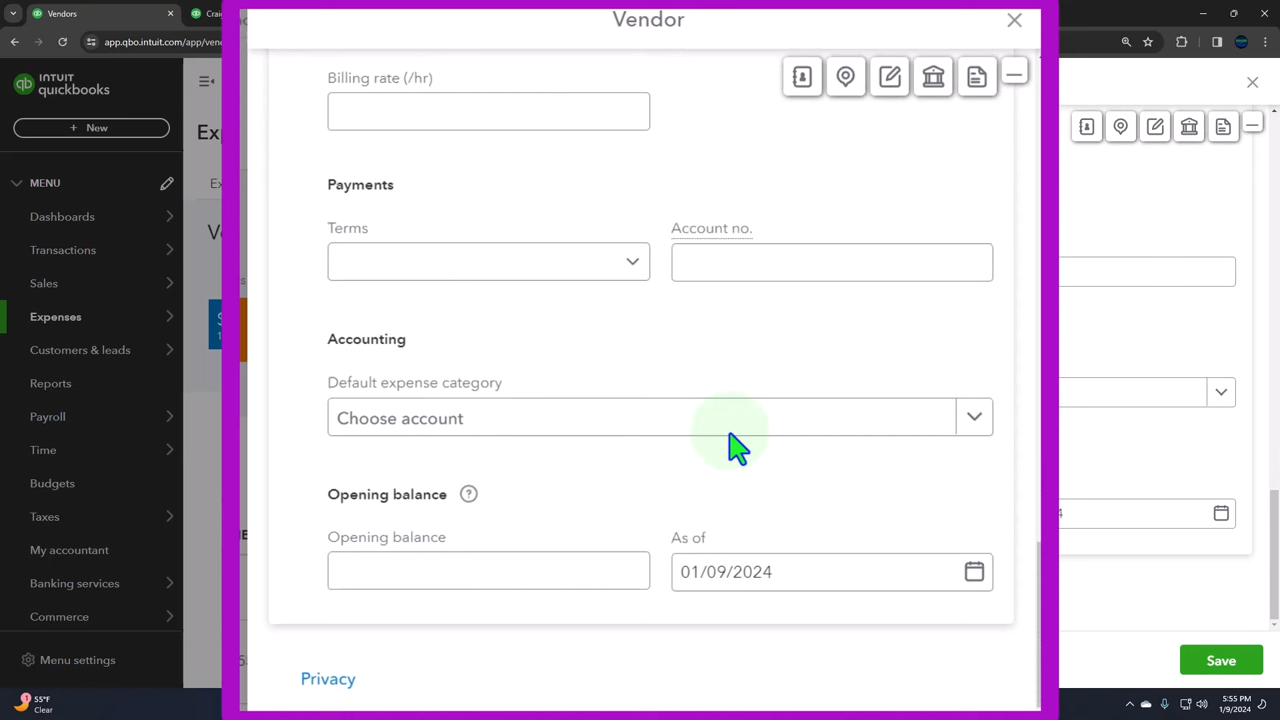 Vendors
Craig
app.qbo.intuit.com/app/ven
Vendor
INTUIT
quickbooks
+ New
MENU
Dashboards
Transactions
Sales
Expenses
Customers & leads
Reports
Payroll
Time
Budgets
Taxes
My accountant
Banking services
Commerce
Menu settings
Billing rate (/hr)
Payments
Terms
Account no.
Accounting
Default expense category
Choose account
Opening balance
Opening balance
As of
01/09/2024
Privacy
Save
55°F
Clear
5:55 PM
1/9/2024